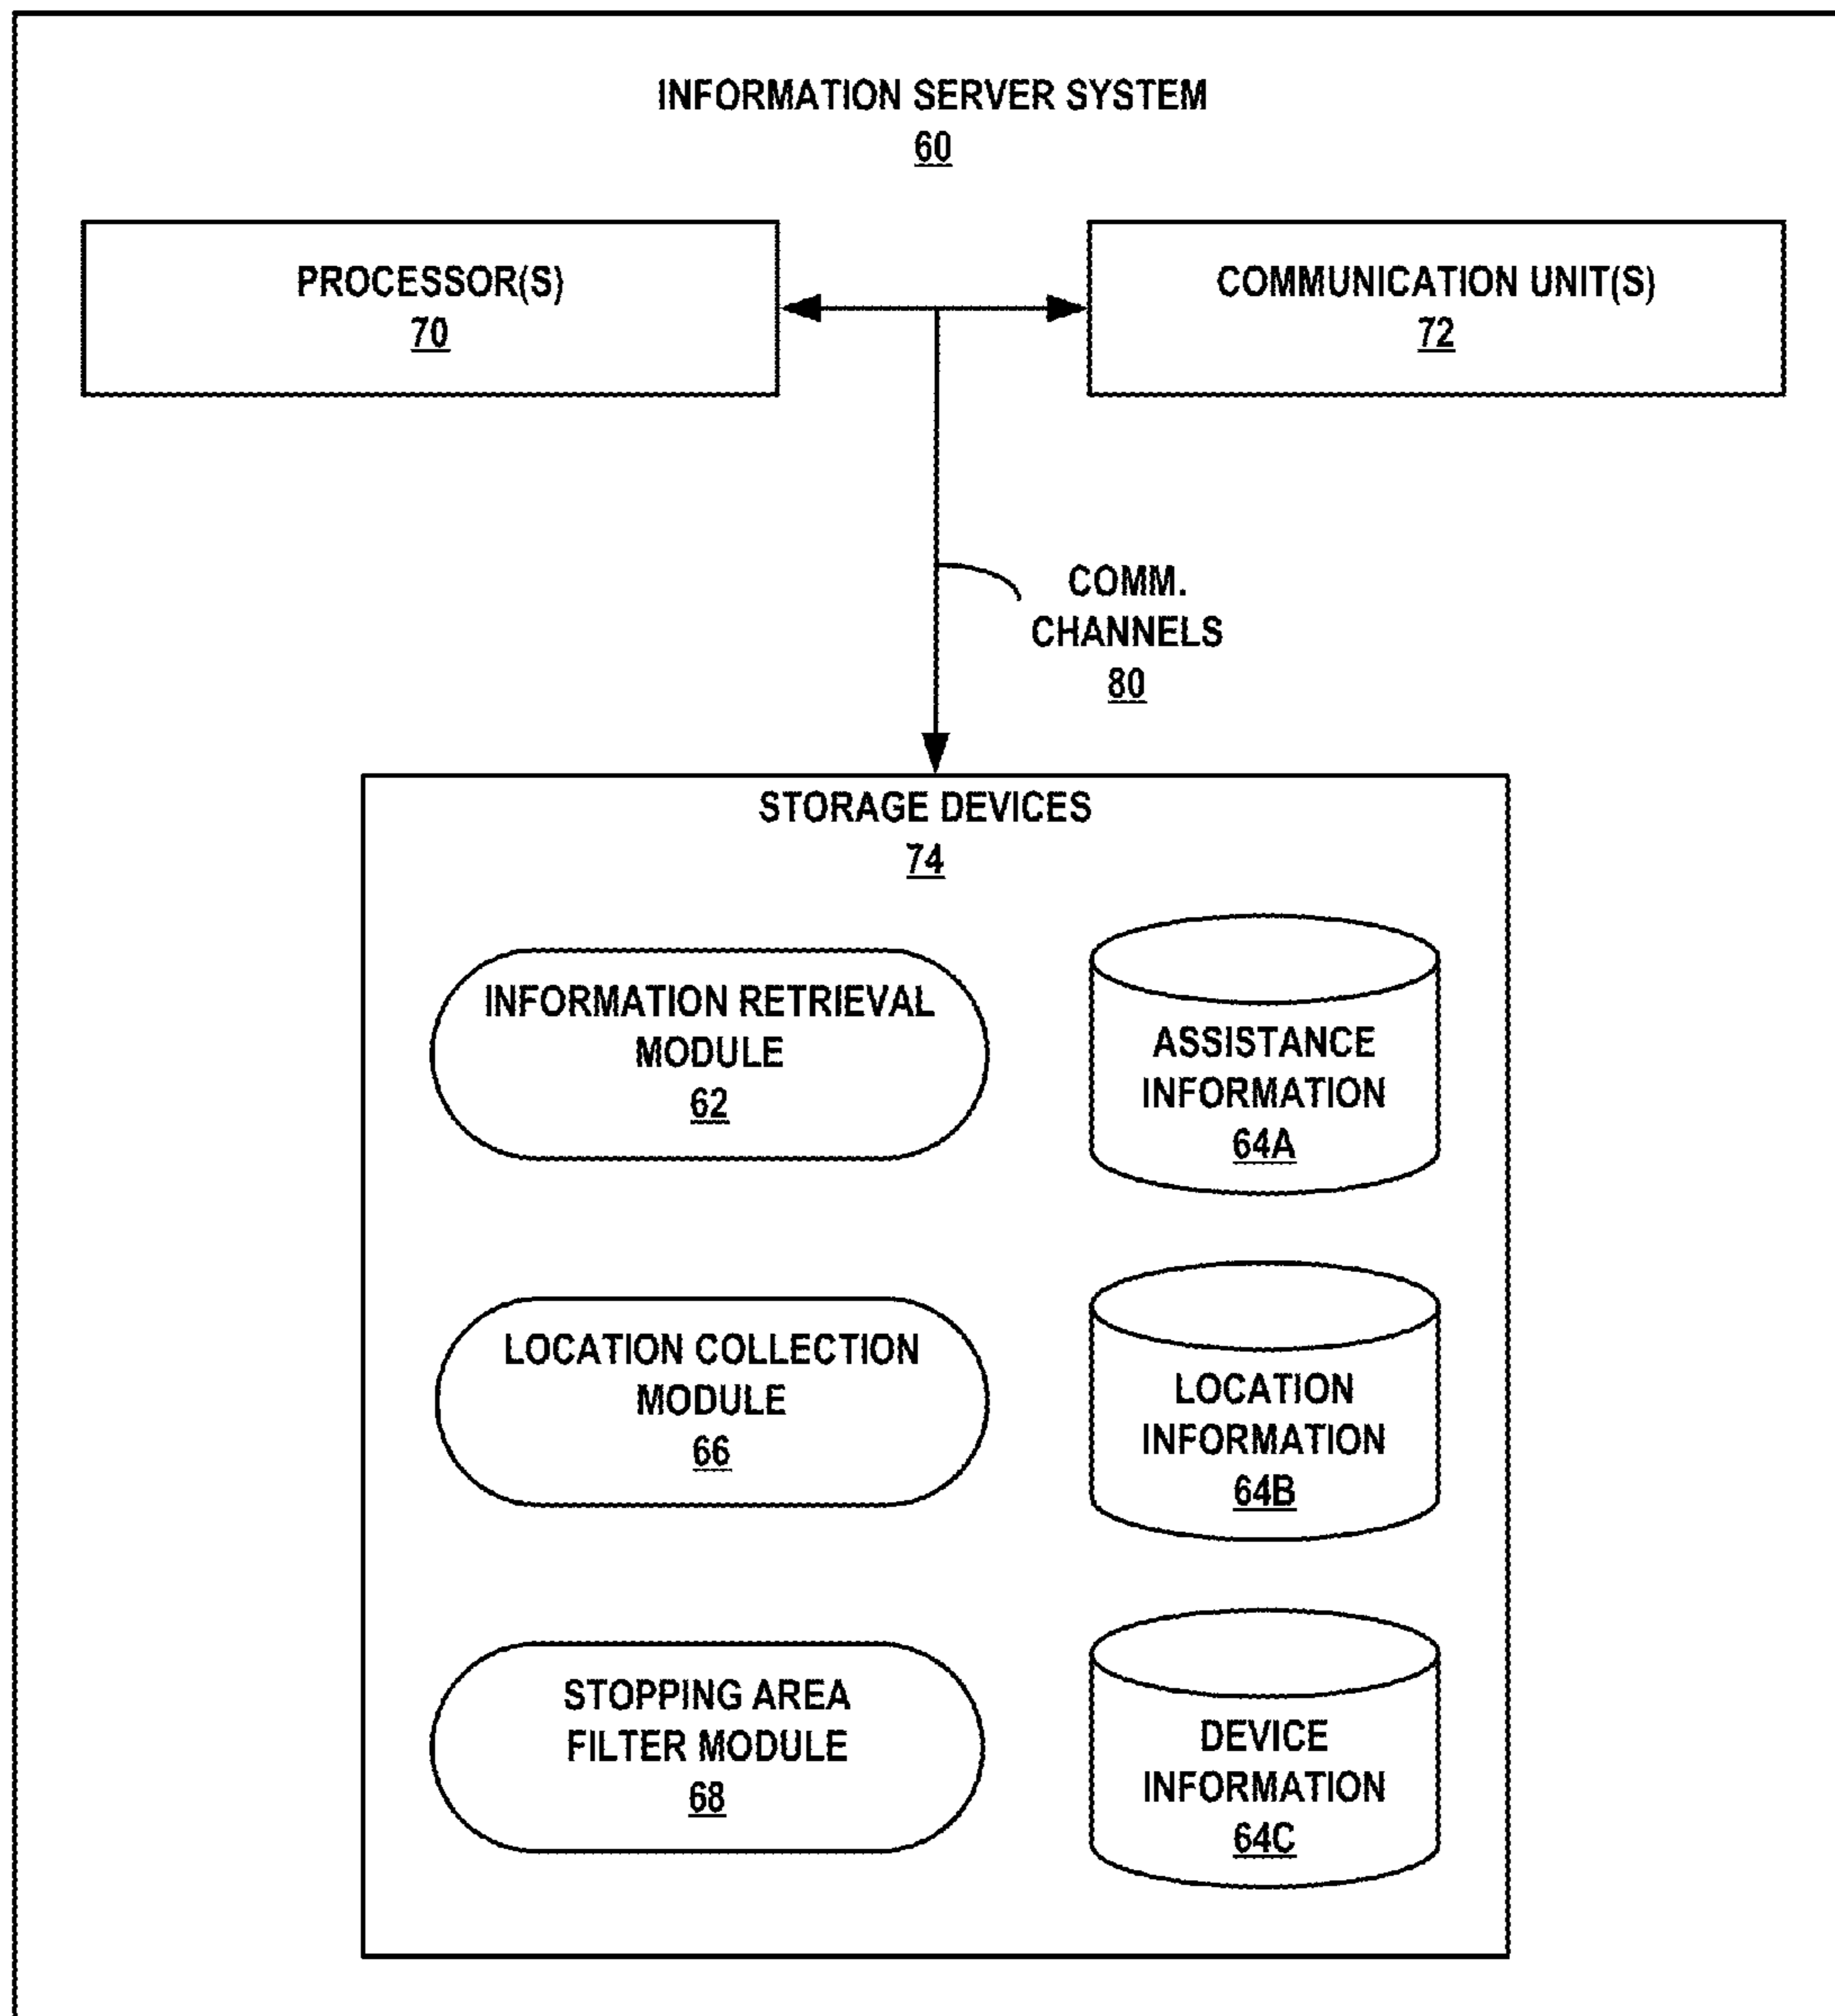 INFORMATION SERVER SYSTEM
60
PROCESSOR(S)
70
COMMUNICATION UNIT(S)
72
COMM.
CHANNELS
80
STORAGE DEVICES
74
INFORMATION RETRIEVAL
MODULE
62
ASSISTANCE
INFORMATION
64A
LOCATION COLLECTION
MODULE
66
LOCATION
INFORMATION
64B
STOPPING AREA
FILTER MODULE
68
DEVICE
INFORMATION
64C